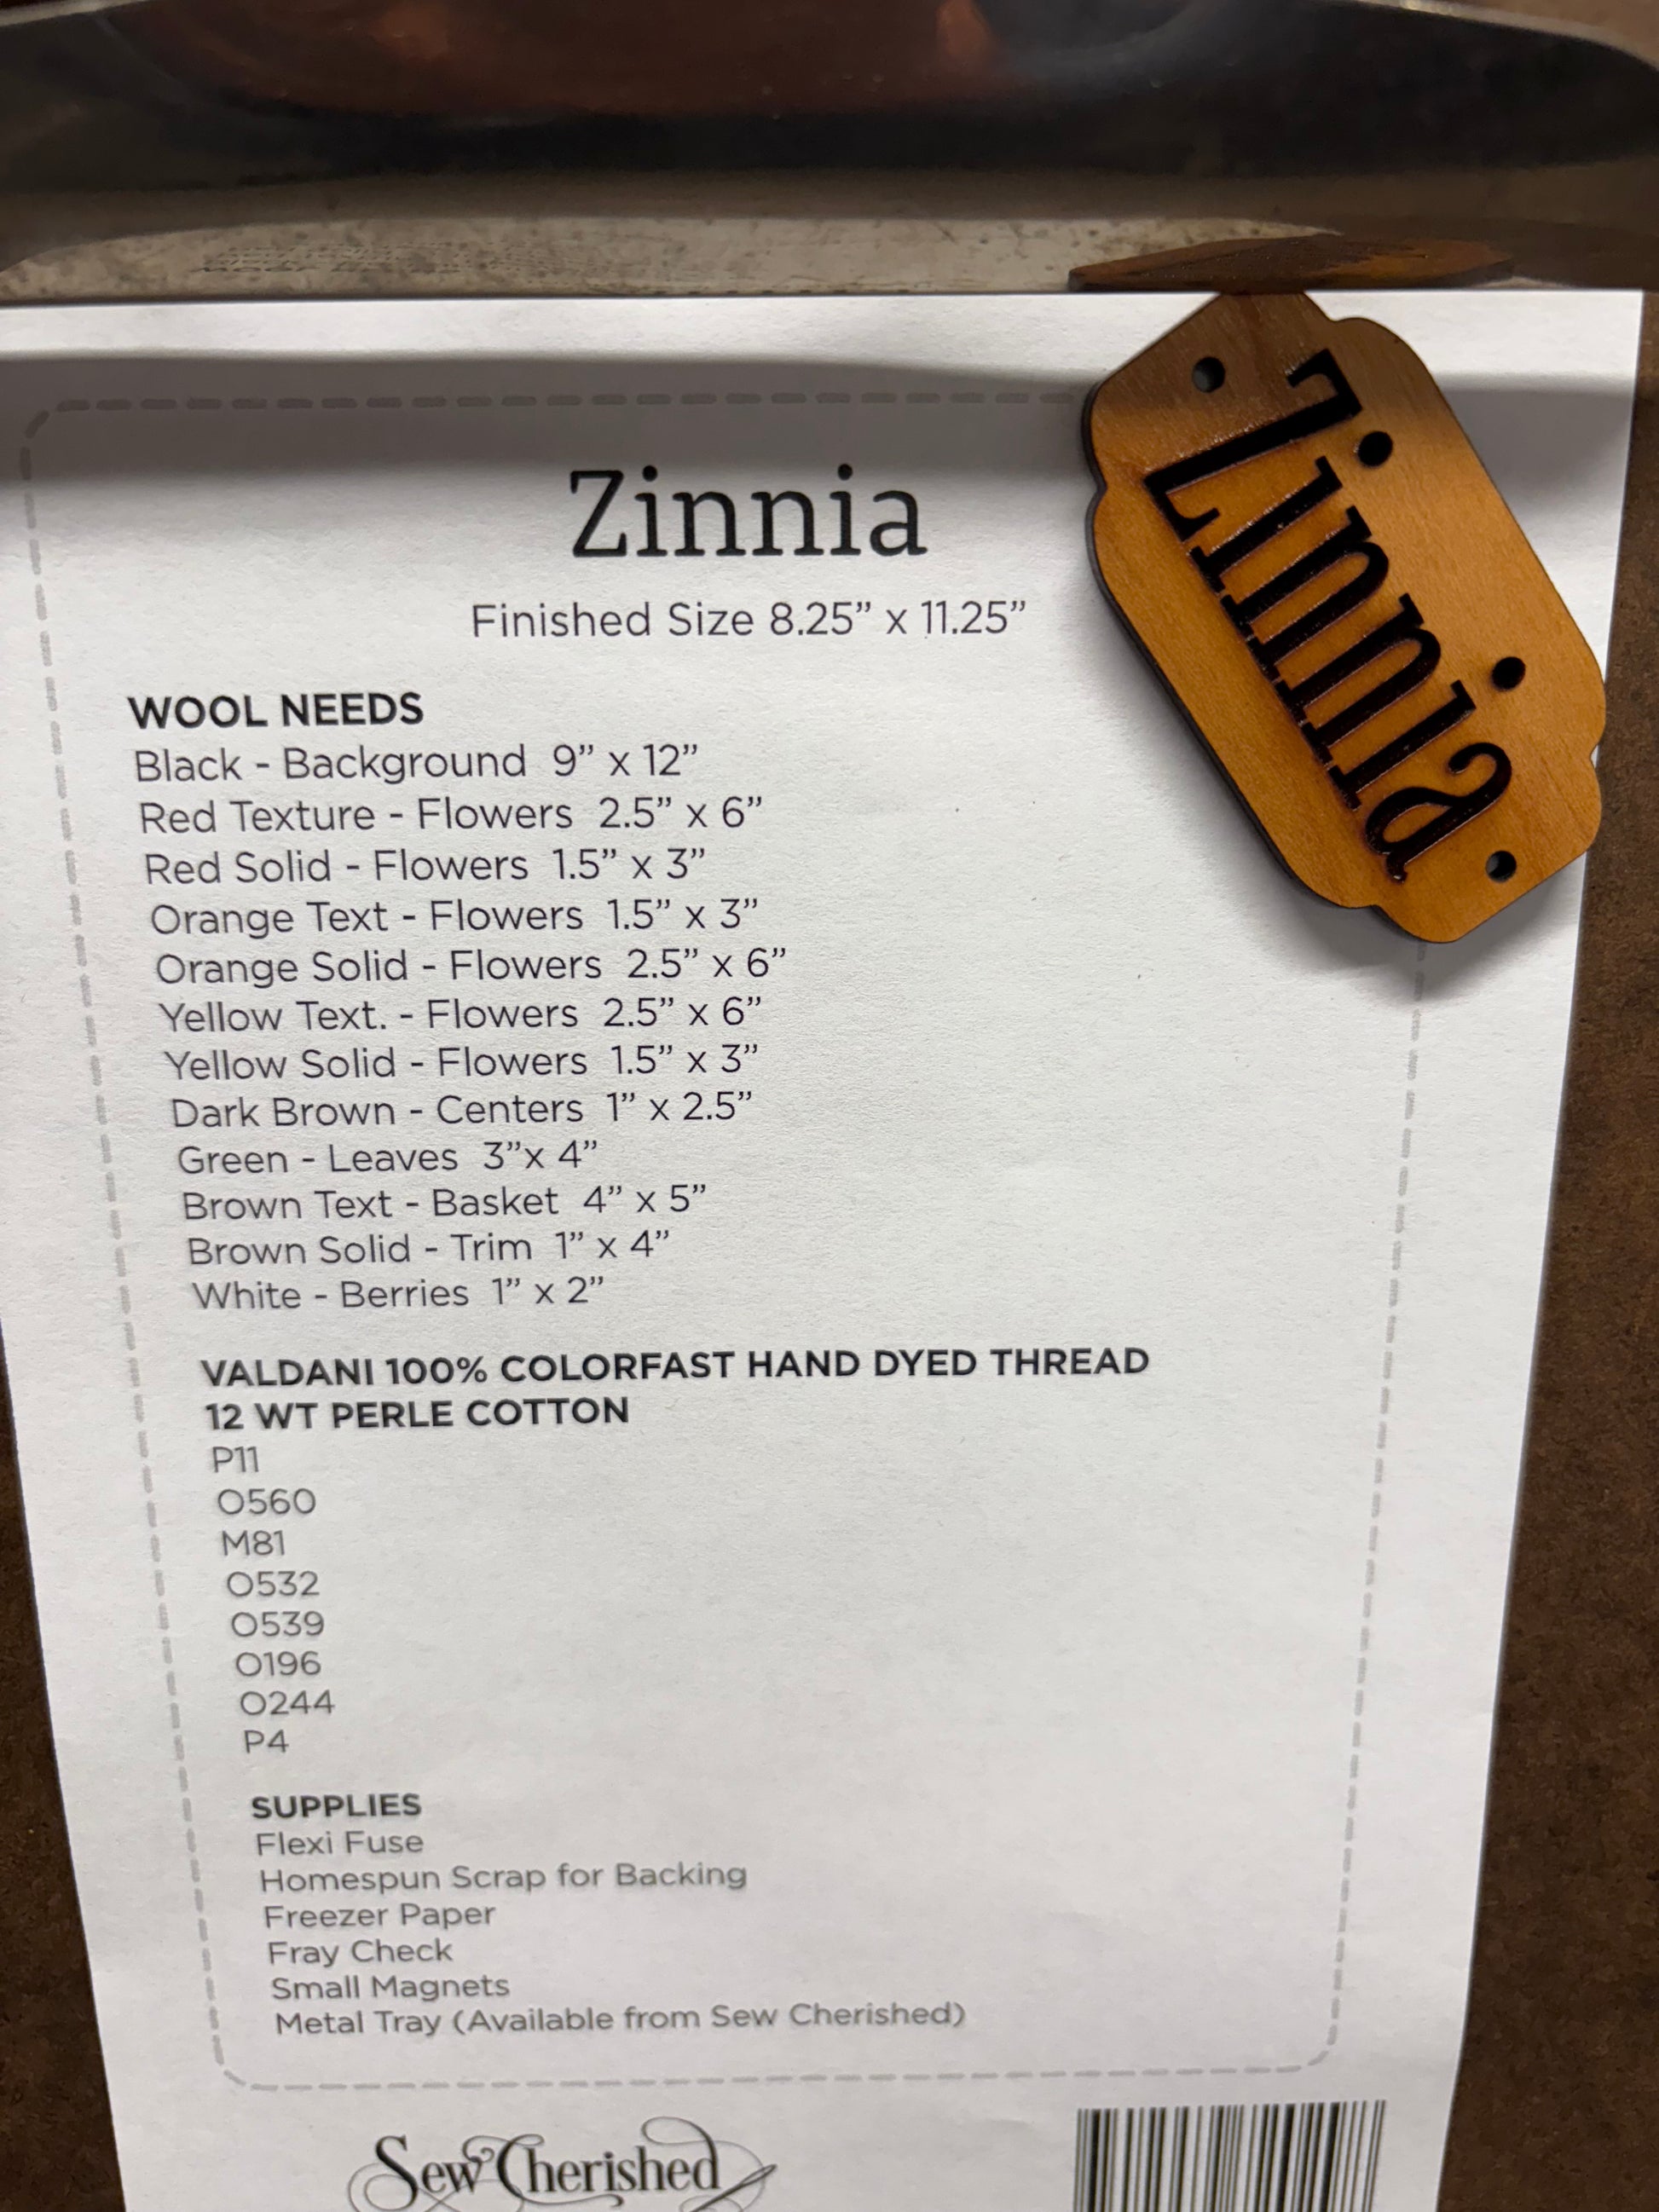 Zinnia
Zinnia
Finished Size 8.25” x 11.25”
WOOL NEEDS
Black - Background 9” x 12”
Red Texture - Flowers 2.5” x 6”
Red Solid - Flowers 1.5” x 3”
Orange Text - Flowers 1.5” x 3”
Orange Solid - Flowers 2.5” x 6”
Yellow Text. - Flowers 2.5” x 6”
Yellow Solid - Flowers 1.5” x 3”
Dark Brown - Centers 1” x 2.5”
Green - Leaves 3”x 4”
Brown Text - Basket 4” x 5”
Brown Solid - Trim 1” x 4”
White - Berries 1” x 2”
VALDANI 100% COLORFAST HAND DYED THREAD
12 WT PERLE COTTON
P11
O560
M81
O532
O539
O196
O244
P4
SUPPLIES
Flexi Fuse
Homespun Scrap for Backing
Freezer Paper
Fray Check
Small Magnets
Metal Tray (Available from Sew Cherished)
Sew Cherished